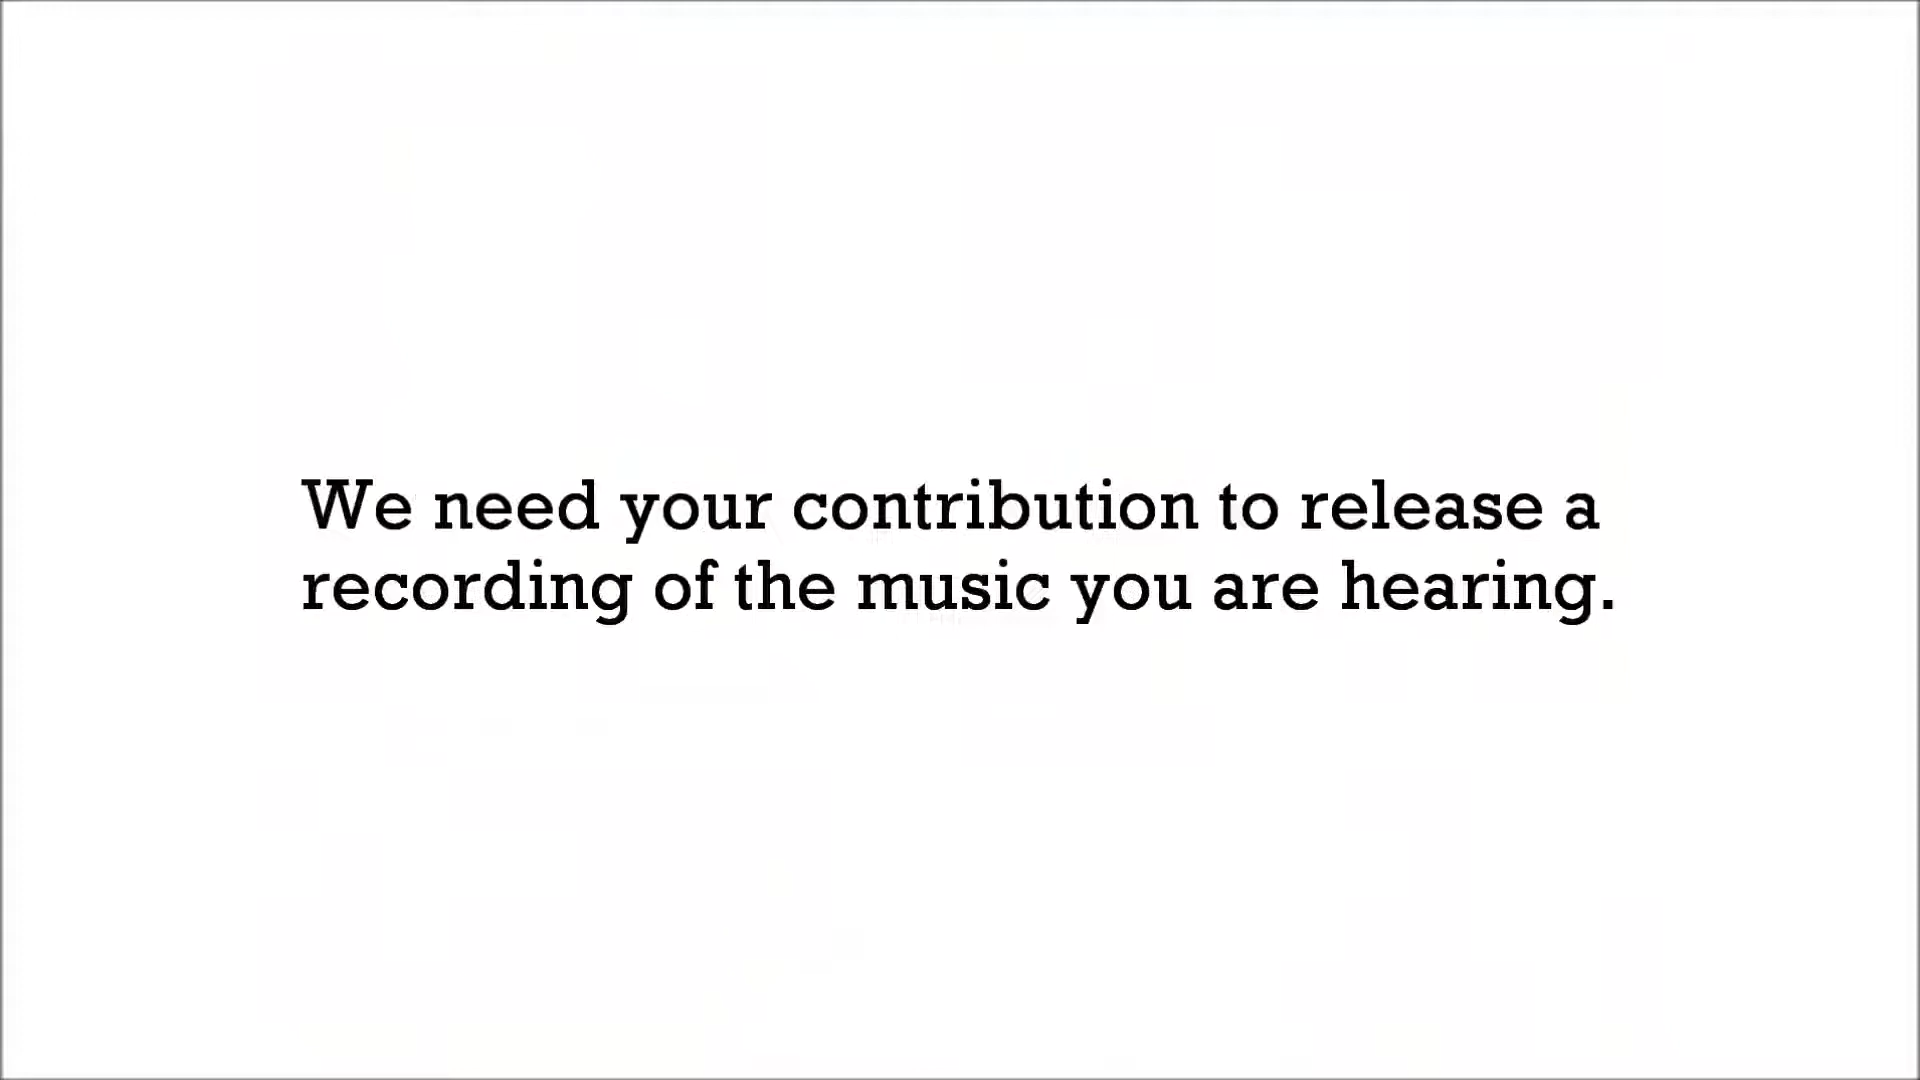 We need your contribution to release a
recording of the music you are hearing.